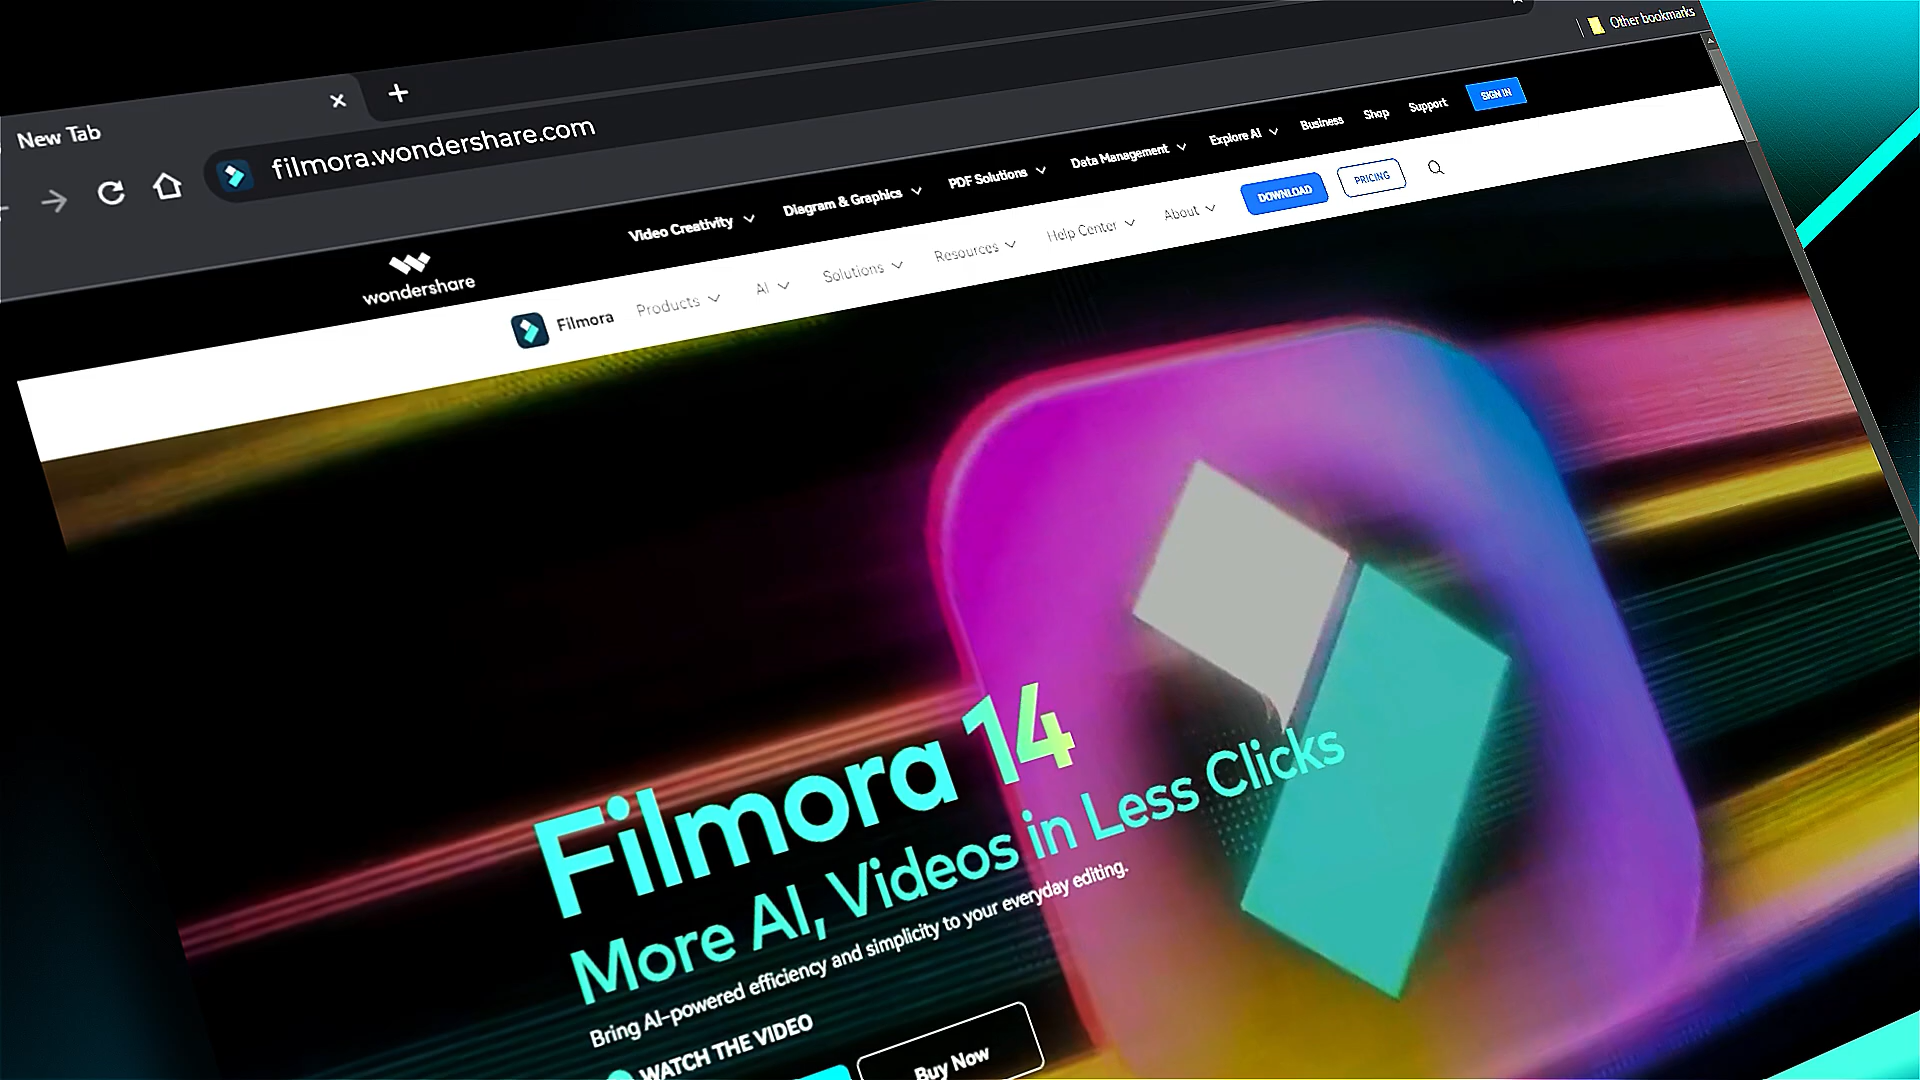 Other bookmarks
New Tab
filmora.wondershare.com
Video Creativity
Diagram & Graphics
PDF Solutions
Data Management
Explore AI
Business
Shop
Support
SIGN IN
wondershare
Filmora
Products
AI
Solutions
Resources
Help Center
About
DOWNLOAD
PRICING
Filmora 14
More AI, Videos in Less Clicks
Bring AI-powered efficiency and simplicity to your everyday editing.
WATCH THE VIDEO
Buy Now